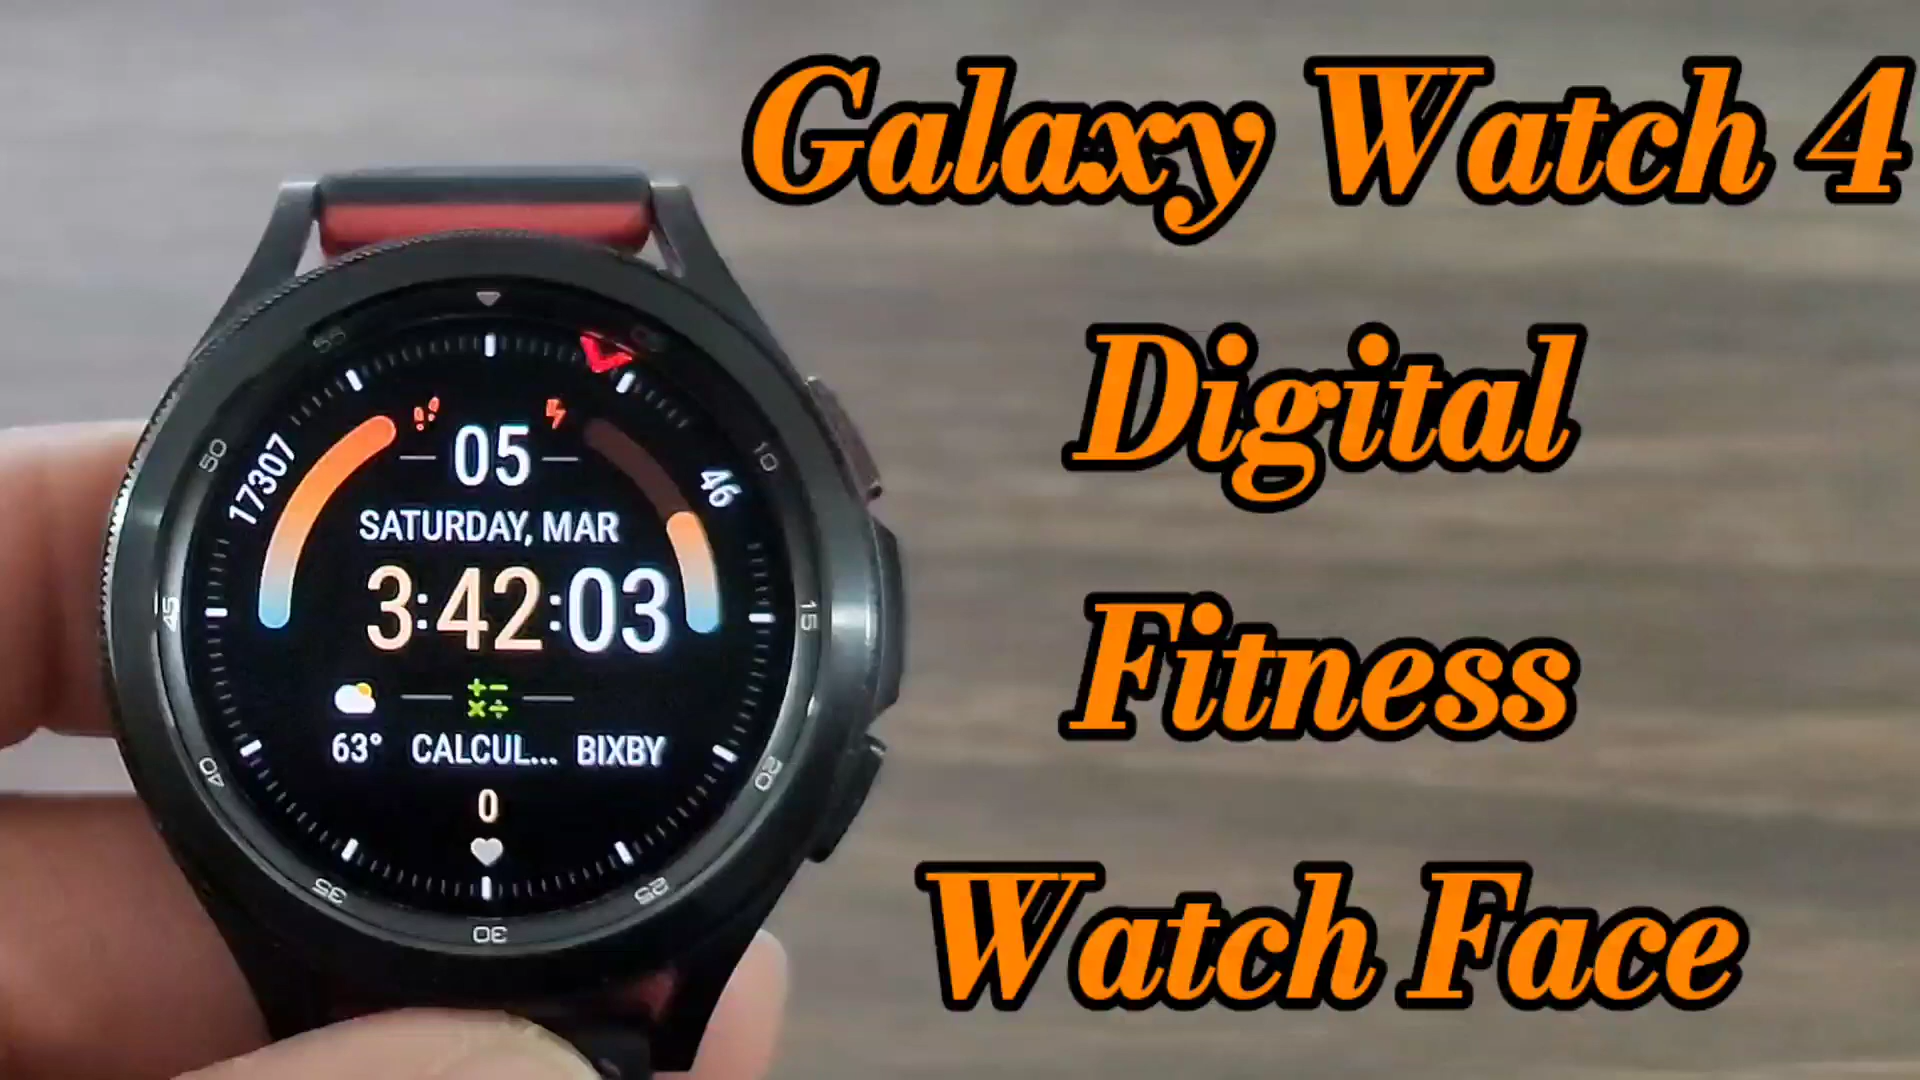 Galaxy Watch 4
Digital
Fitness
Watch Face
55
10
50
17307
05
46
SATURDAY, MAR
3:42:03
45
15
63° CALCUL... BIXBY
0
40
20
35
25
30